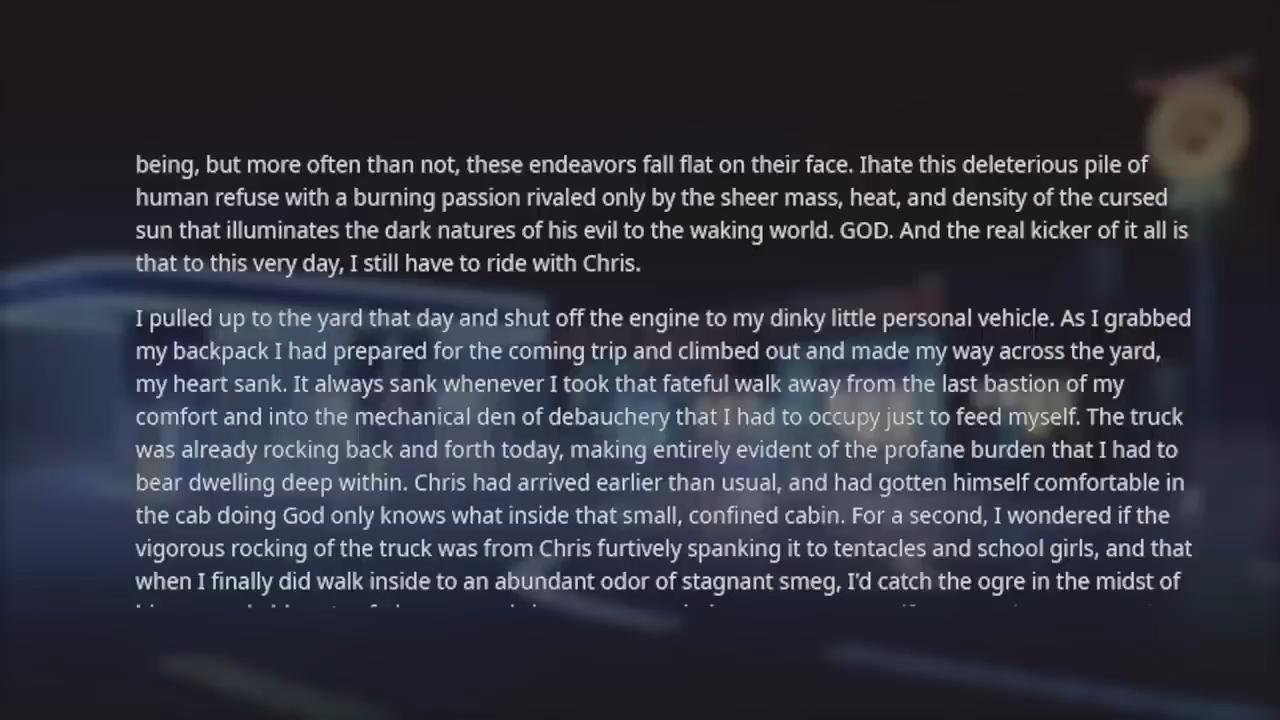 being, but more often than not, these endeavors fall flat on their face. Ihate this deleterious pile of
human refuse with a burning passion rivaled only by the sheer mass, heat, and density of the cursed
sun that illuminates the dark natures of his evil to the waking world. GOD. And the real kicker of it all is
that to this very day, I still have to ride with Chris.
I pulled up to the yard that day and shut off the engine to my dinky little personal vehicle. As I grabbed
my backpack I had prepared for the coming trip and climbed out and made my way across the yard,
my heart sank. It always sank whenever I took that fateful walk away from the last bastion of my
comfort and into the mechanical den of debauchery that I had to occupy just to feed myself. The truck
was already rocking back and forth today, making entirely evident of the profane burden that I had to
bear dwelling deep within. Chris had arrived earlier than usual, and had gotten himself comfortable in
the cab doing God only knows what inside that small, confined cabin. For a second, I wondered if the
vigorous rocking of the truck was from Chris furtively spanking it to tentacles and school girls, and that
when I finally did walk inside to an abundant odor of stagnant smeg, I'd catch the ogre in the midst of